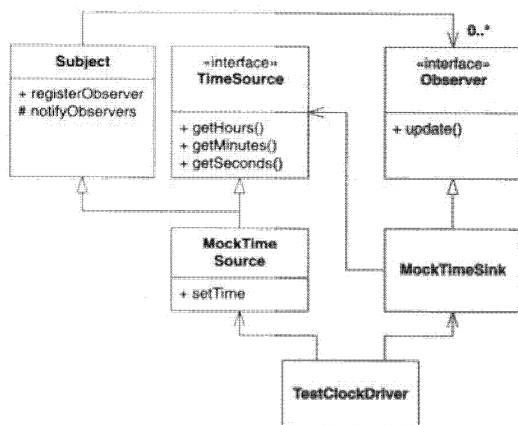 0..*
Subject
+ registerObserver
# notifyObservers
«interface»
TimeSource
+ getHours()
+ getMinutes()
+ getSeconds()
«interface»
Observer
+ update()
MockTime
Source
+ setTime
MockTimeSink
TestClockDriver